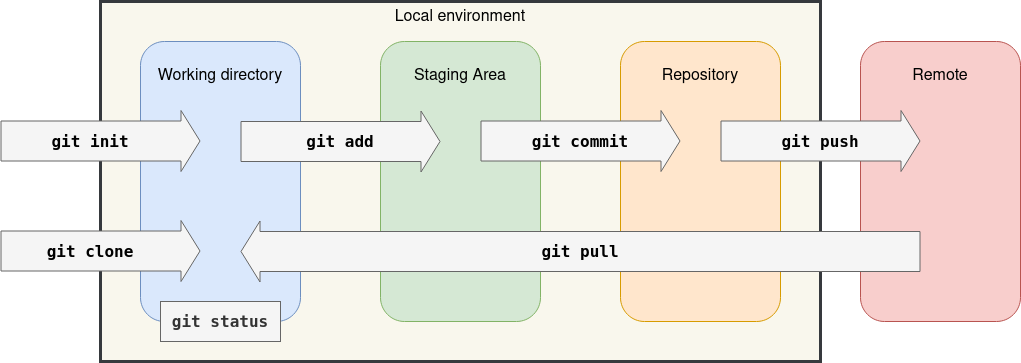 Local environment
Working directory
Staging Area
Repository
Remote
git init
git add
git commit
git push
git clone
git pull
git status